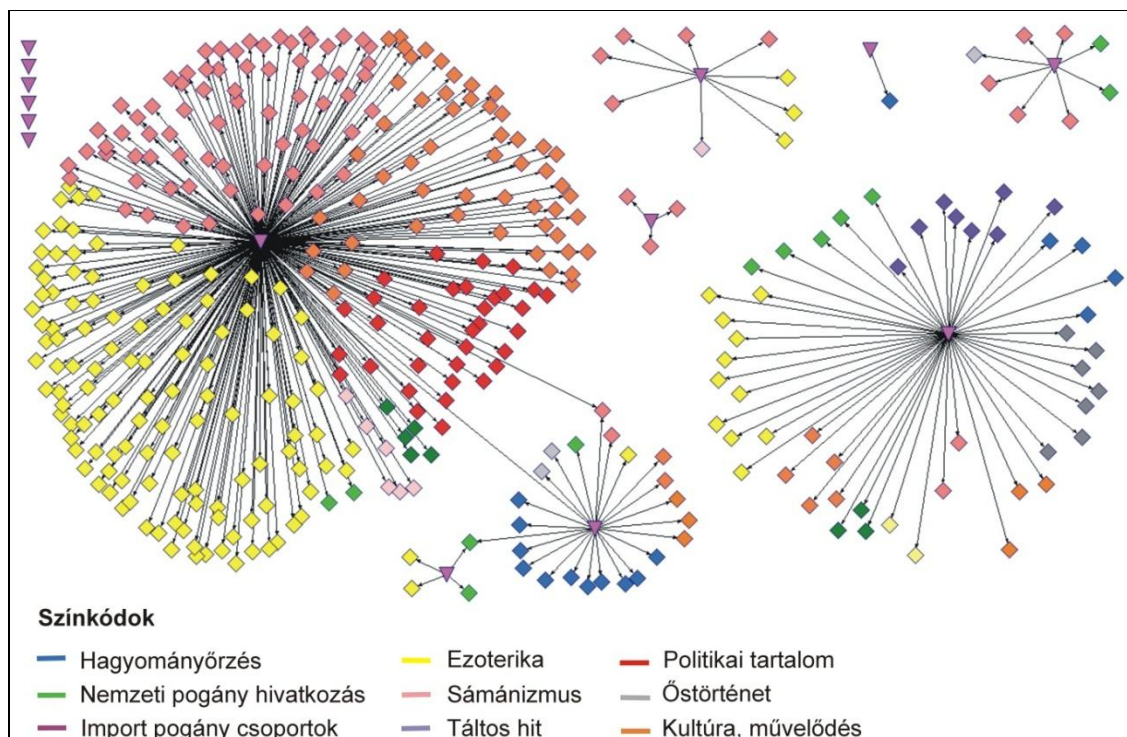 Színkódok
Hagyományőrzés
Ezoterika
Politikai tartalom
Nemzeti pogány hivatkozás
Sámánizmus
Őstörténet
Import pogány csoportok
Táltos hit
Kultúra, művelődés